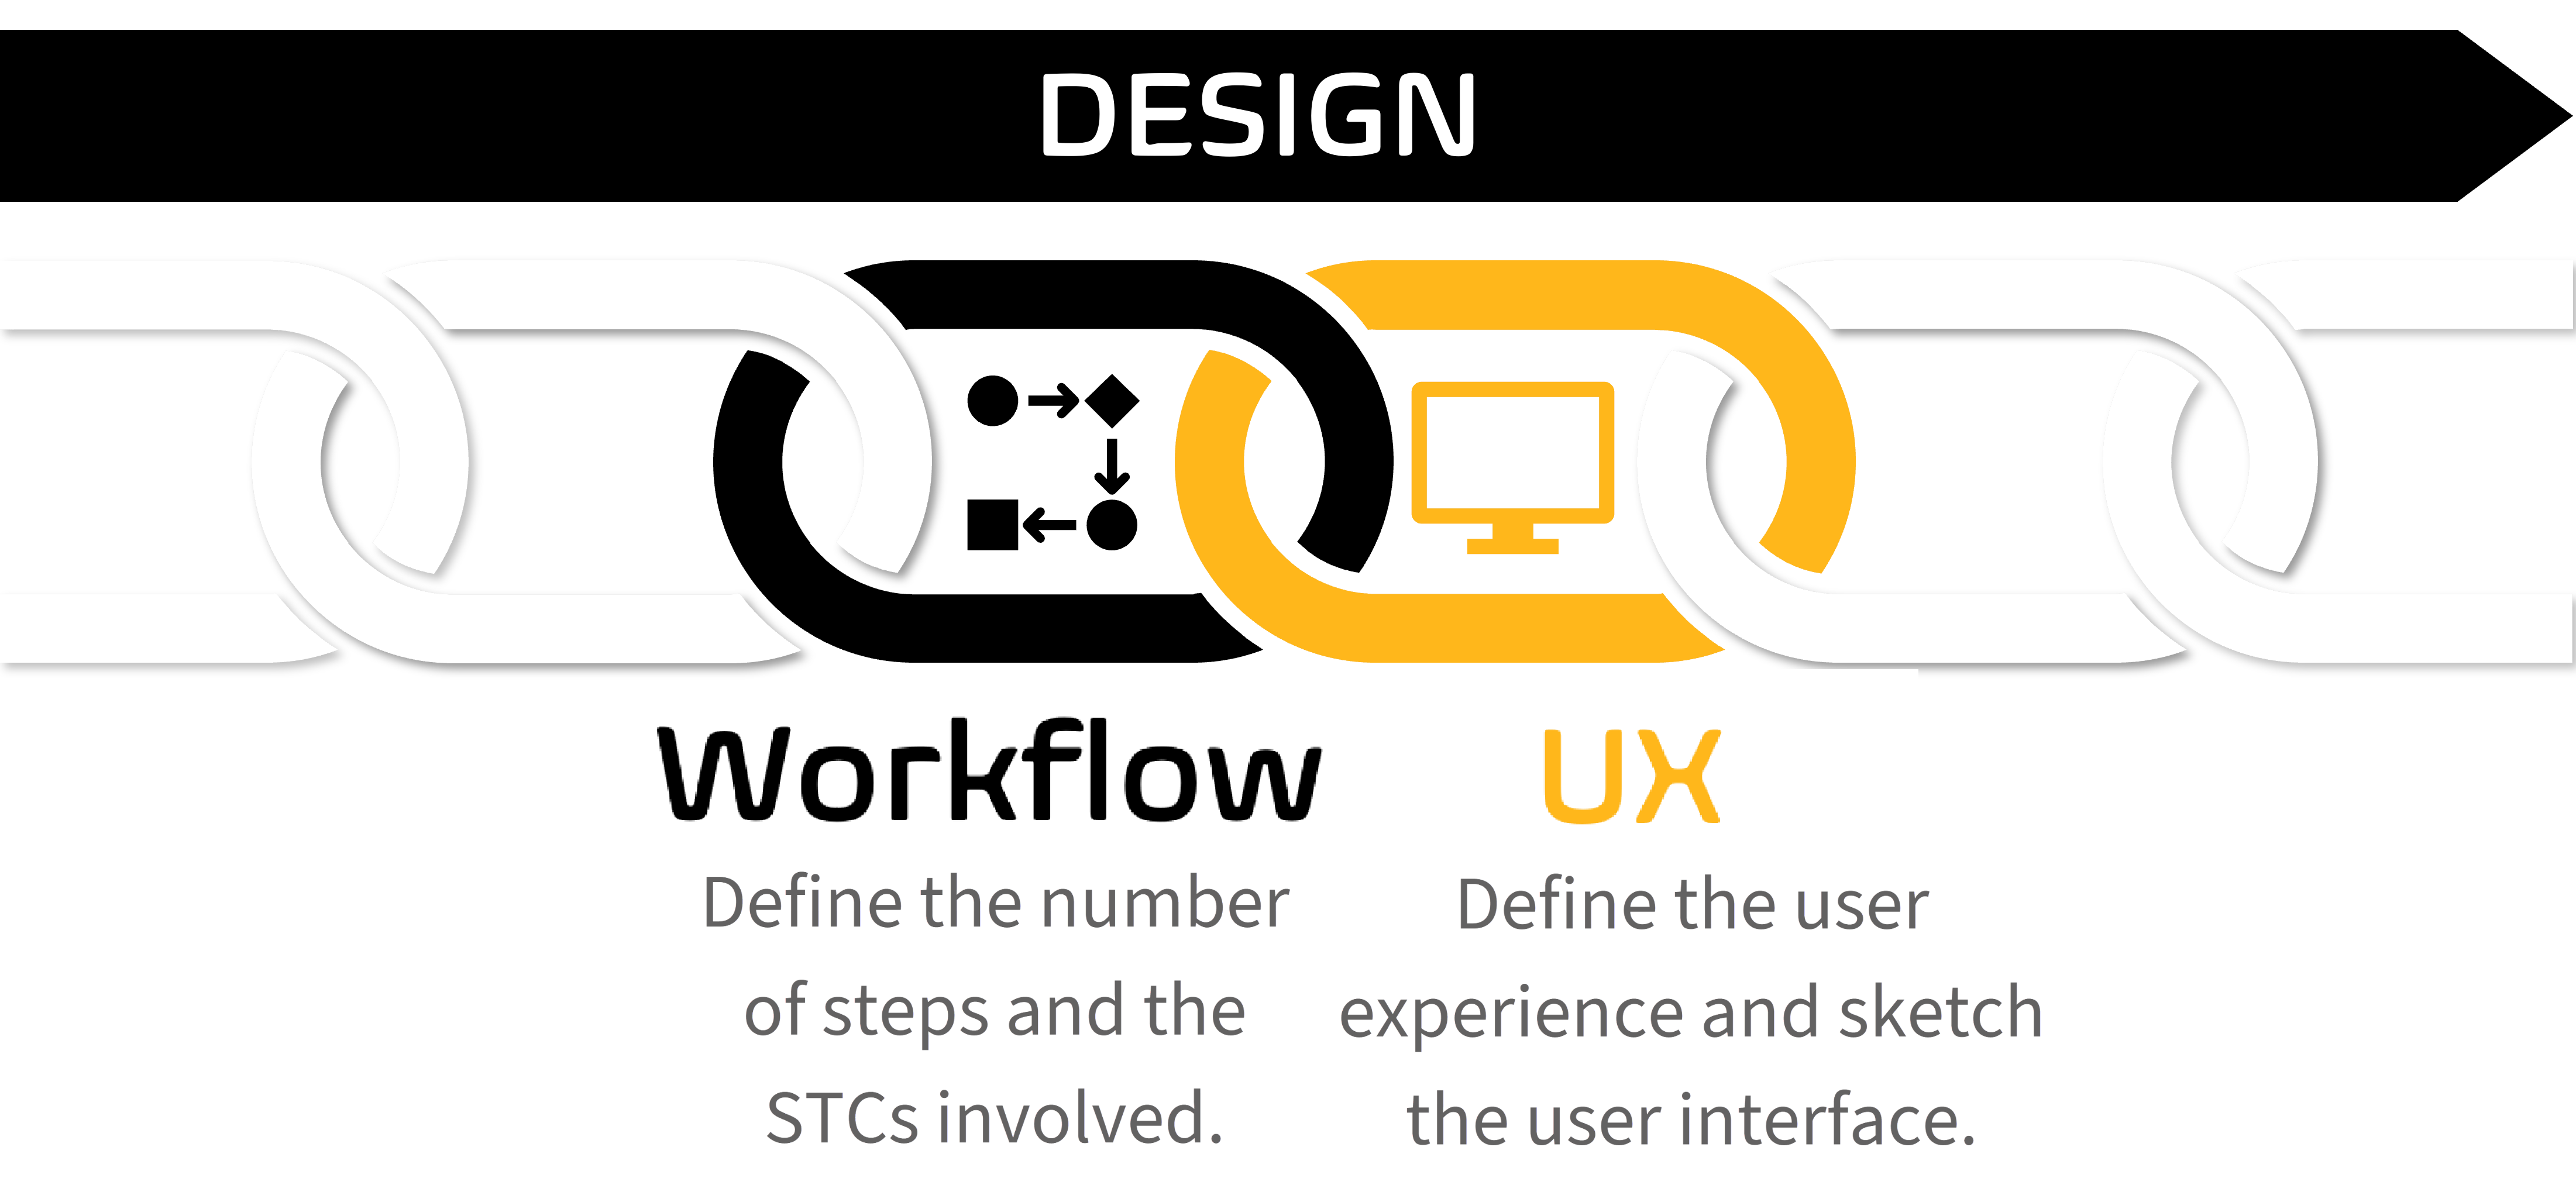 DESIGN
Workflow
Define the number
of steps and the
STCs involved.
UX
Define the user
experience and sketch
the user interface.